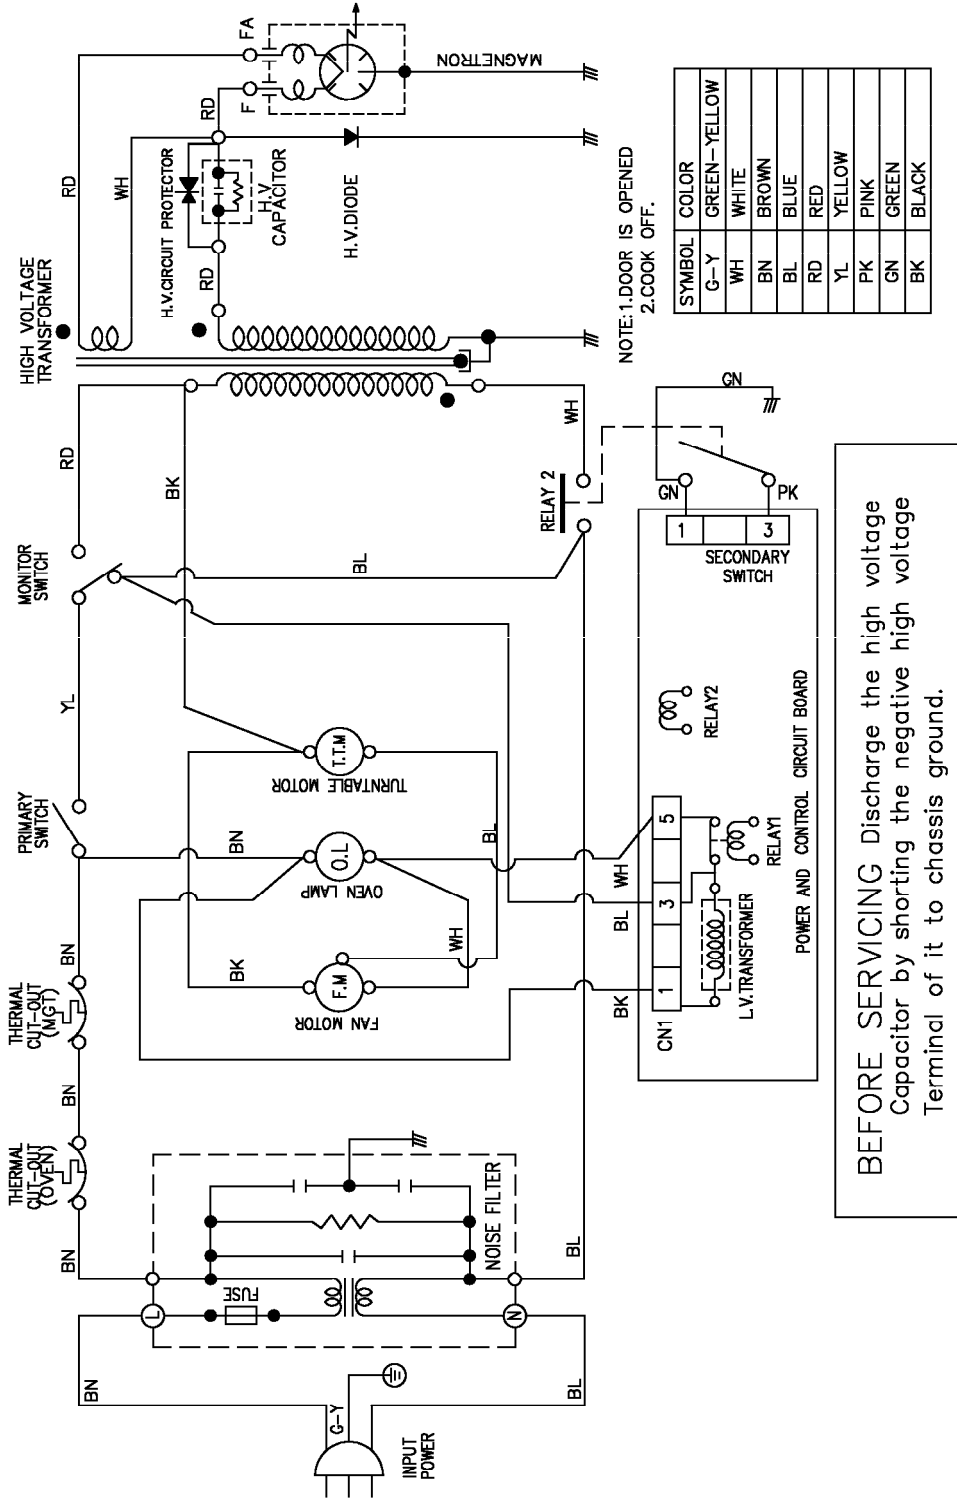 HIGH VOLTAGE
TRANSFORMER
RD
WH
H.V.CIRCUIT PROTECTOR
RD
H.V
CAPACITOR
RD
F
FA
MAGNETRON
H.V.DIODE
NOTE:1.DOOR IS OPENED
2.COOK OFF.
SYMBOL COLOR
G-Y GREEN-YELLOW
WH WHITE
BN BROWN
BL BLUE
RD RED
YL YELLOW
PK PINK
GN GREEN
BK BLACK
MONITOR
SWITCH
RD
BK
BL
WH
RELAY 2
GN
GN
PK
1
3
SECONDARY
SWITCH
PRIMARY
SWITCH
YL
T.T.M
TURNTABLE MOTOR
BN
O.L
OVEN LAMP
BL
BK
F.M
FAN MOTOR
WH
THERMAL
CUT-OUT
(MGT)
BN
THERMAL
CUT-OUT
(OVEN)
BN
BN
WH
BL
BK
5
3
1
CN1
RELAY1
RELAY2
L.V.TRANSFORMER
POWER AND CONTROL CIRCUIT BOARD
NOISE FILTER
FUSE
L
N
BL
BN
G-Y
BL
INPUT
POWER
BEFORE SERVICING Discharge the high voltage
Capacitor by shorting the negative high voltage
Terminal of it to chassis ground.